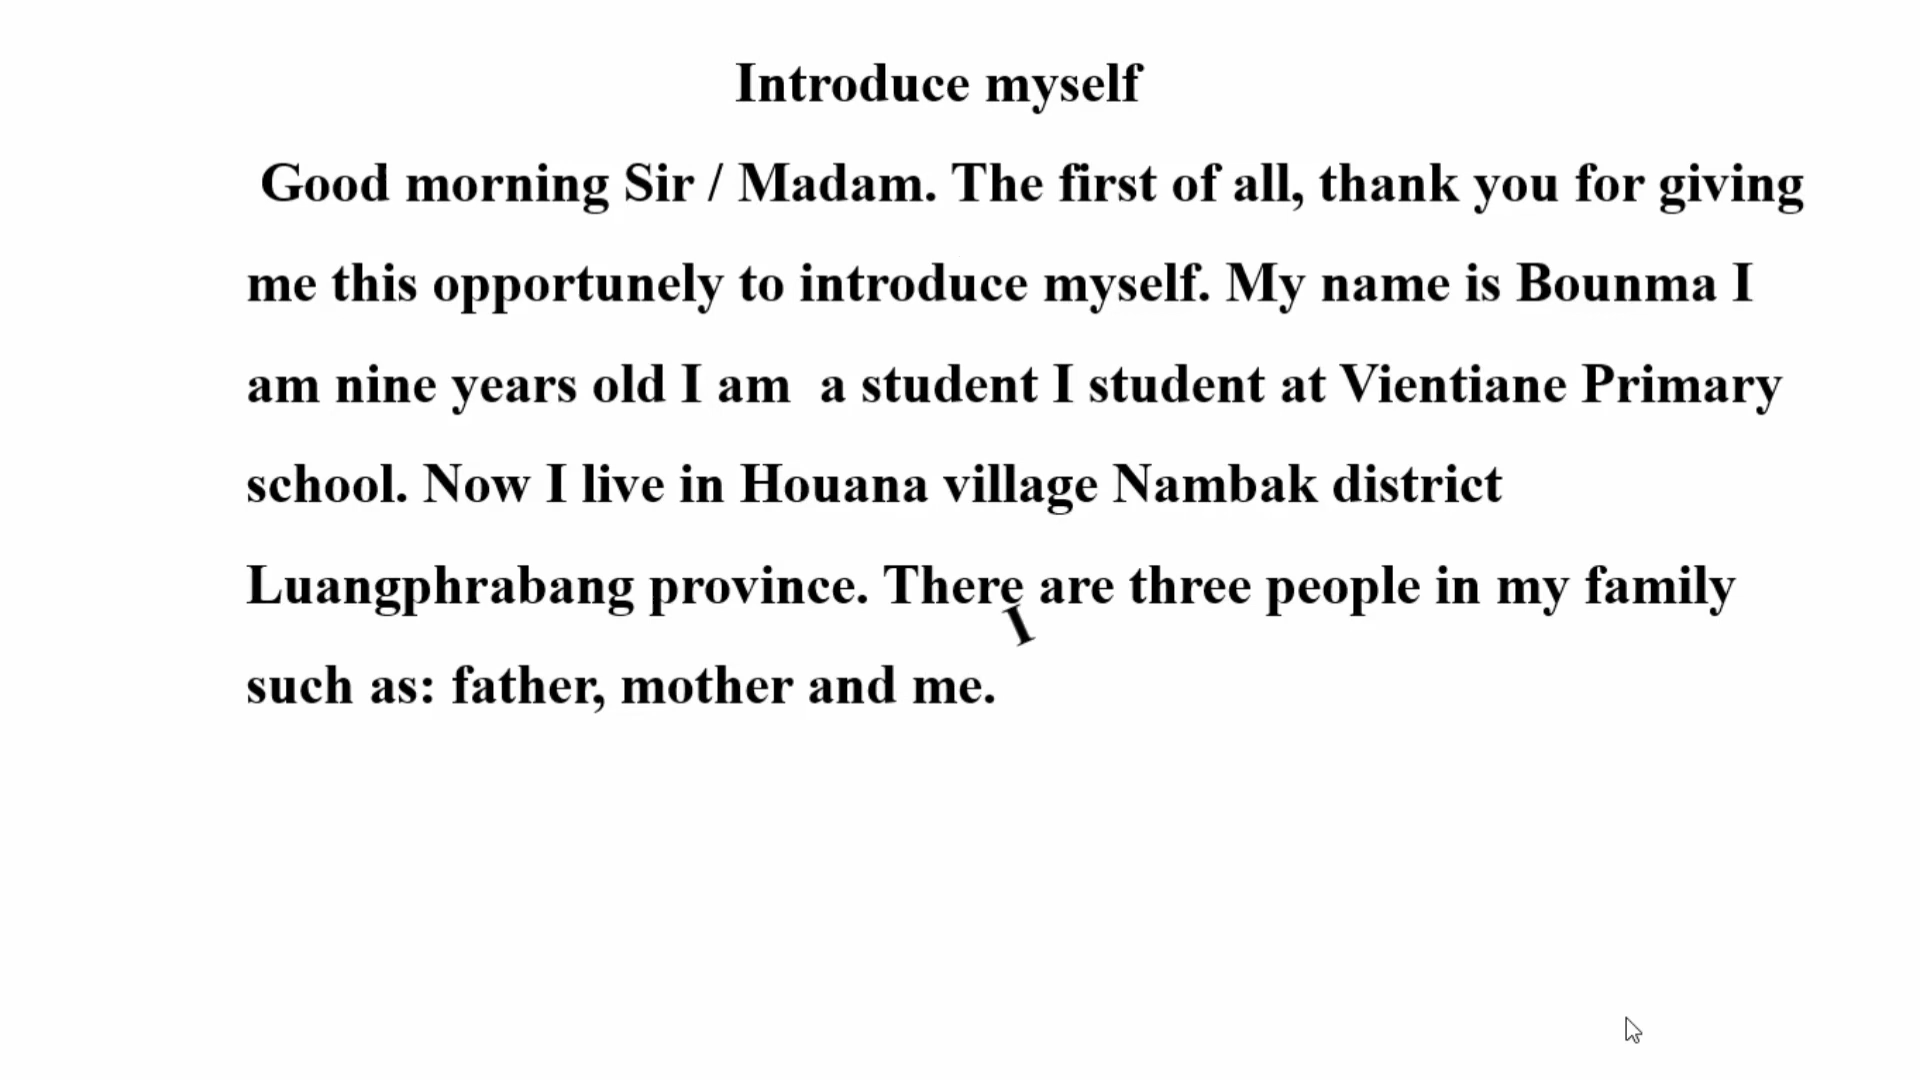 Introduce myself
Good morning Sir / Madam. The first of all, thank you for giving
me this opportunely to introduce myself. My name is Bounma I
am nine years old I am a student I student at Vientiane Primary
school. Now I live in Houana village Nambak district
Luangphrabang province. There are three people in my family
I
such as: father, mother and me.